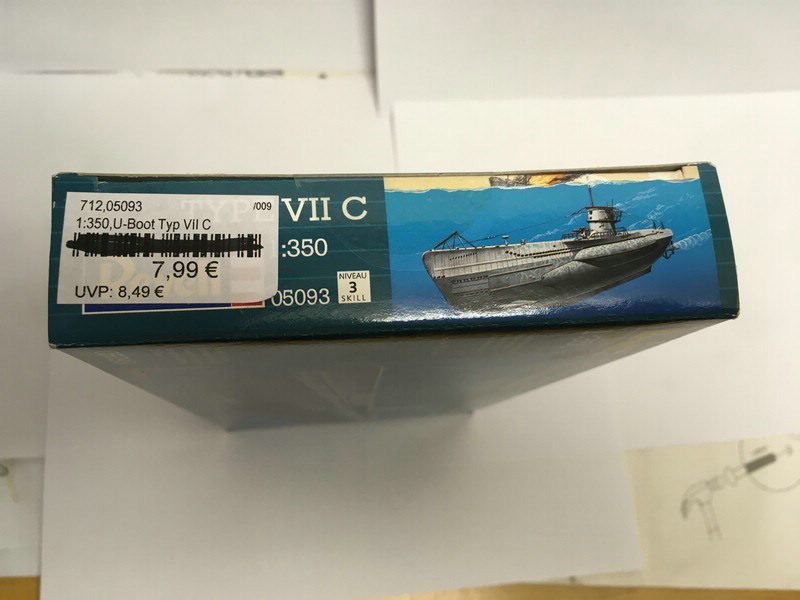 712,05093 /009
1:350,U-Boot Typ VII C
7,99 €
UVP: 8,49 €
TYPE VII C
:350
05093
NIVEAU
3
SKILL